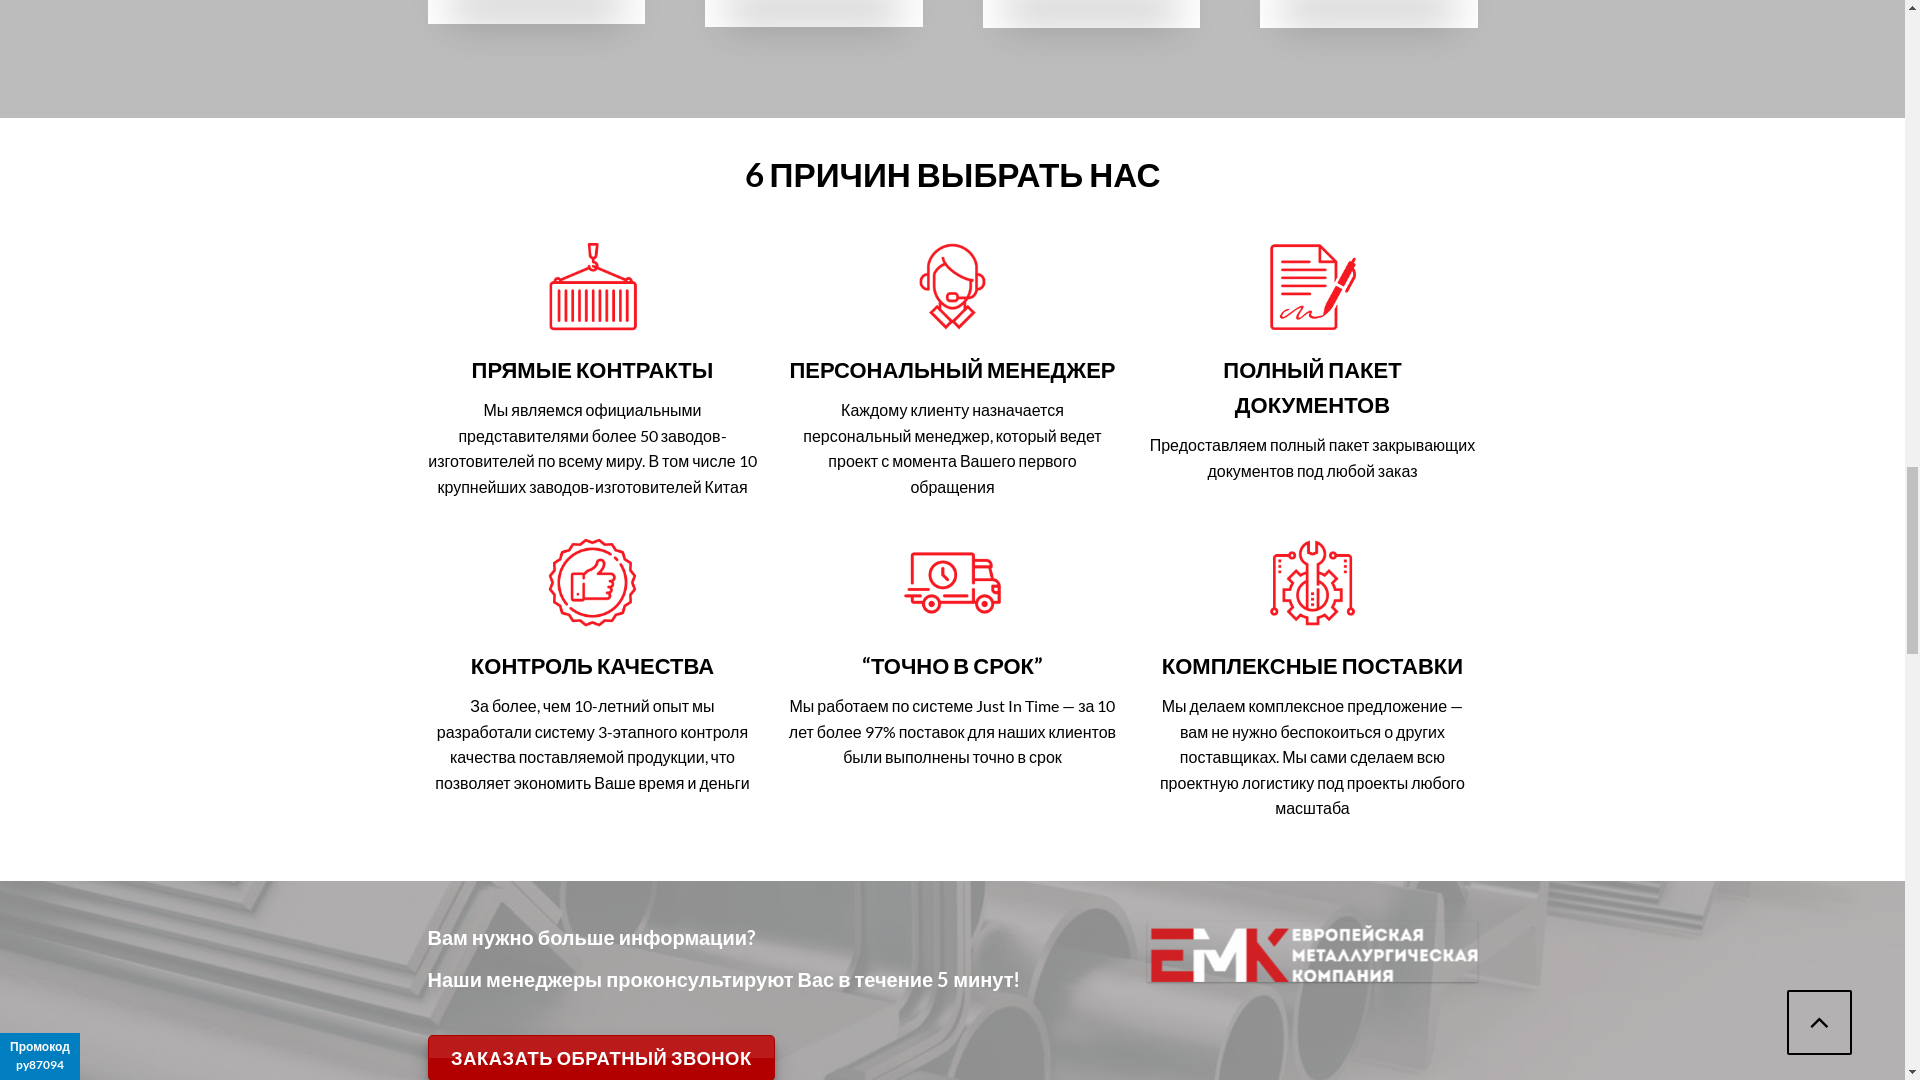 6 ПРИЧИН ВЫБРАТЬ НАС
ПРЯМЫЕ КОНТРАКТЫ
Мы являемся официальными
представителями более 50 заводов-
изготовителей по всему миру. В том числе 10
крупнейших заводов-изготовителей Китая
ПЕРСОНАЛЬНЫЙ МЕНЕДЖЕР
Каждому клиенту назначается
персональный менеджер, который ведет
проект с момента Вашего первого
обращения
ПОЛНЫЙ ПАКЕТ
ДОКУМЕНТОВ
Предоставляем полный пакет закрывающих
документов под любой заказ
КОНТРОЛЬ КАЧЕСТВА
За более, чем 10-летний опыт мы
разработали систему 3-этапного контроля
качества поставляемой продукции, что
позволяет экономить Ваше время и деньги
“ТОЧНО В СРОК”
Мы работаем по системе Just In Time — за 10
лет более 97% поставок для наших клиентов
были выполнены точно в срок
КОМПЛЕКСНЫЕ ПОСТАВКИ
Мы делаем комплексное предложение —
вам не нужно беспокоиться о других
поставщиках. Мы сами сделаем всю
проектную логистику под проекты любого
масштаба
Вам нужно больше информации?
Наши менеджеры проконсультируют Вас в течение 5 минут!
ЗАКАЗАТЬ ОБРАТНЫЙ ЗВОНОК
ЕМК
ЕВРОПЕЙСКАЯ
МЕТАЛЛУРГИЧЕСКАЯ
КОМПАНИЯ
Промокод
ру87094